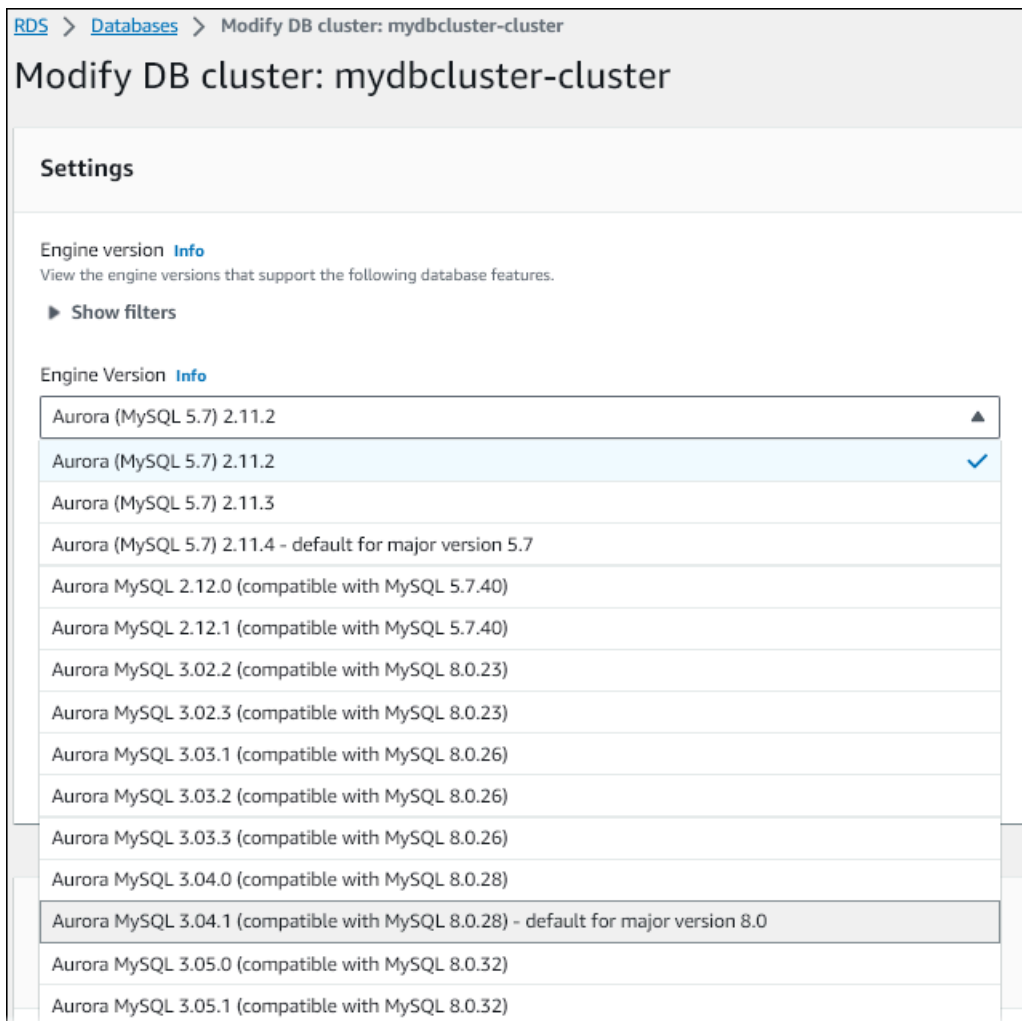 RDS > Databases > Modify DB cluster: mydbcluster-cluster
Modify DB cluster: mydbcluster-cluster
Settings
Engine version Info
View the engine versions that support the following database features.
Show filters
Engine Version Info
Aurora (MySQL 5.7) 2.11.2
Aurora (MySQL 5.7) 2.11.2
Aurora (MySQL 5.7) 2.11.3
Aurora (MySQL 5.7) 2.11.4 - default for major version 5.7
Aurora MySQL 2.12.0 (compatible with MySQL 5.7.40)
Aurora MySQL 2.12.1 (compatible with MySQL 5.7.40)
Aurora MySQL 3.02.2 (compatible with MySQL 8.0.23)
Aurora MySQL 3.02.3 (compatible with MySQL 8.0.23)
Aurora MySQL 3.03.1 (compatible with MySQL 8.0.26)
Aurora MySQL 3.03.2 (compatible with MySQL 8.0.26)
Aurora MySQL 3.03.3 (compatible with MySQL 8.0.26)
Aurora MySQL 3.04.0 (compatible with MySQL 8.0.28)
Aurora MySQL 3.04.1 (compatible with MySQL 8.0.28) - default for major version 8.0
Aurora MySQL 3.05.0 (compatible with MySQL 8.0.32)
Aurora MySQL 3.05.1 (compatible with MySQL 8.0.32)